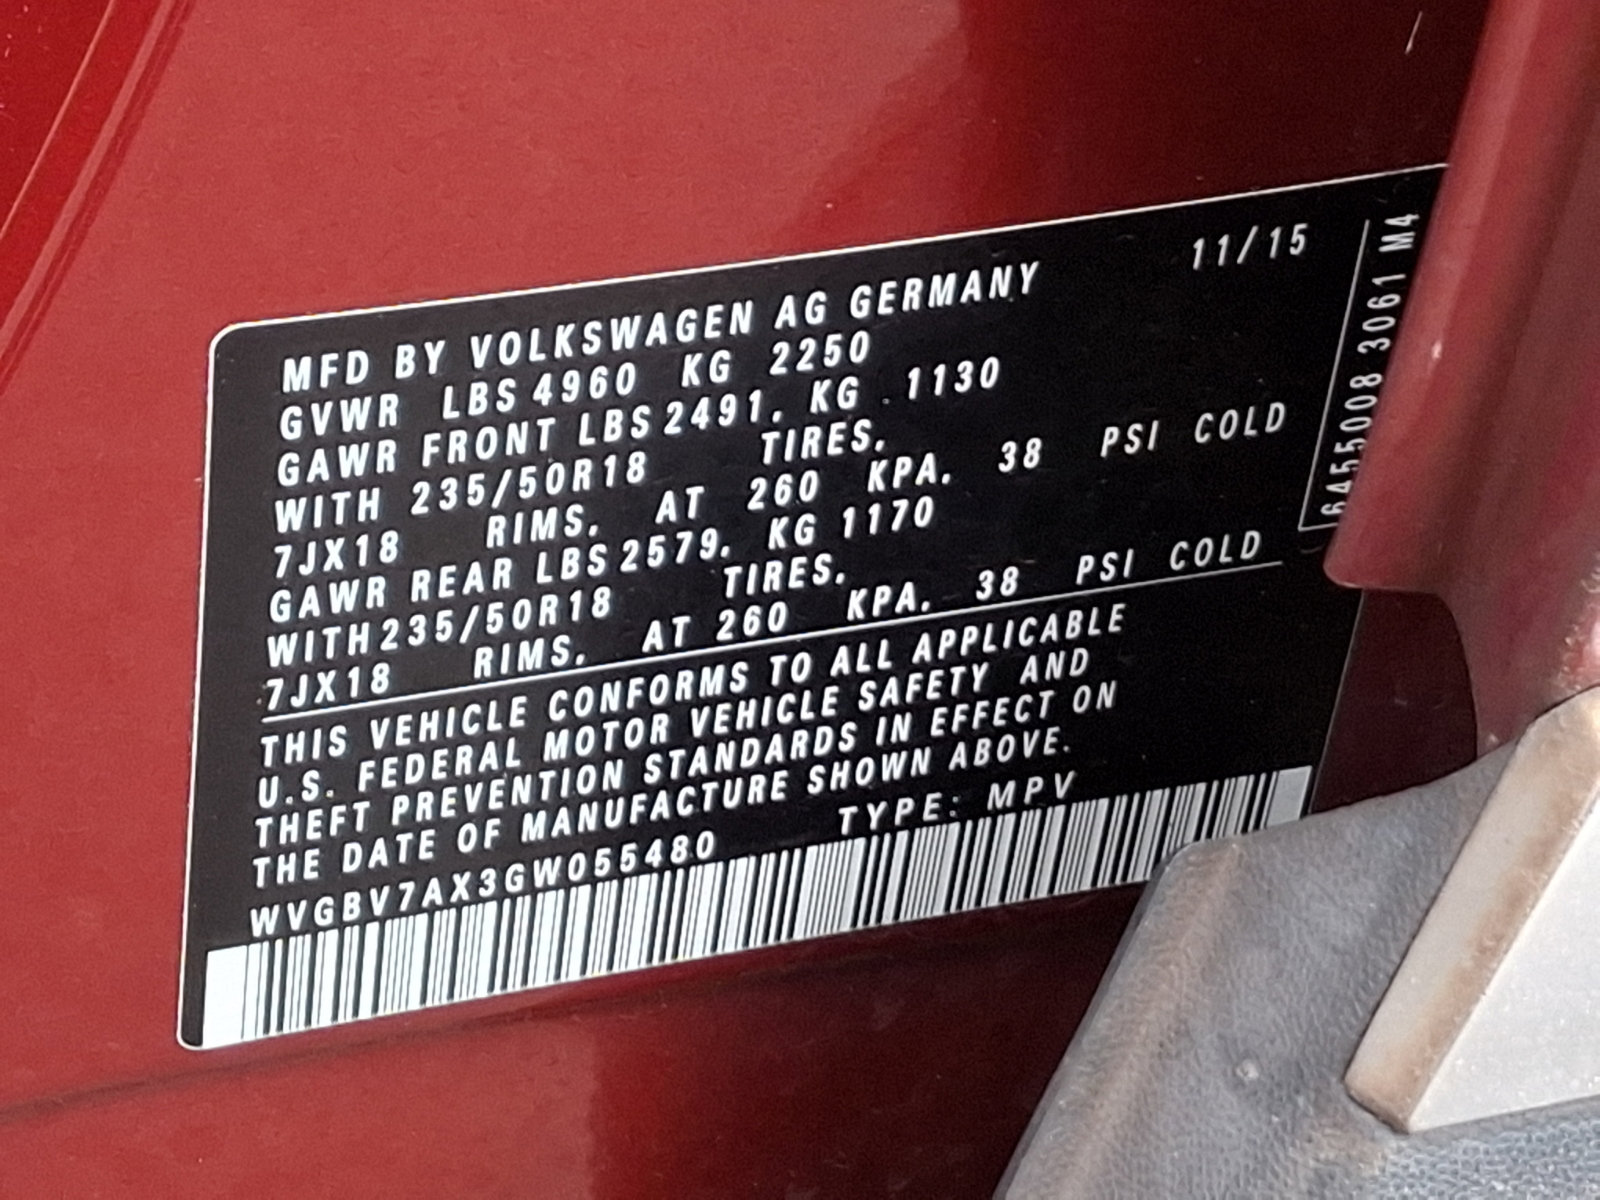 MFD BY VOLKSWAGEN AG GERMANY 11/15
GVWR LBS 4960 KG 2250
GAWR FRONT LBS 2491. KG 1130
WITH 235/50R18 TIRES.
7JX18 RIMS. AT 260 KPA. 38 PSI COLD
GAWR REAR LBS 2579. KG 1170
WITH 235/50R18 TIRES.
7JX18 RIMS. AT 260 KPA. 38 PSI COLD
THIS VEHICLE CONFORMS TO ALL APPLICABLE
U.S. FEDERAL MOTOR VEHICLE SAFETY AND
THEFT PREVENTION STANDARDS IN EFFECT ON
THE DATE OF MANUFACTURE SHOWN ABOVE.
WVGBV7AX3GW055480 TYPE: MPV
6455008 3061 M4